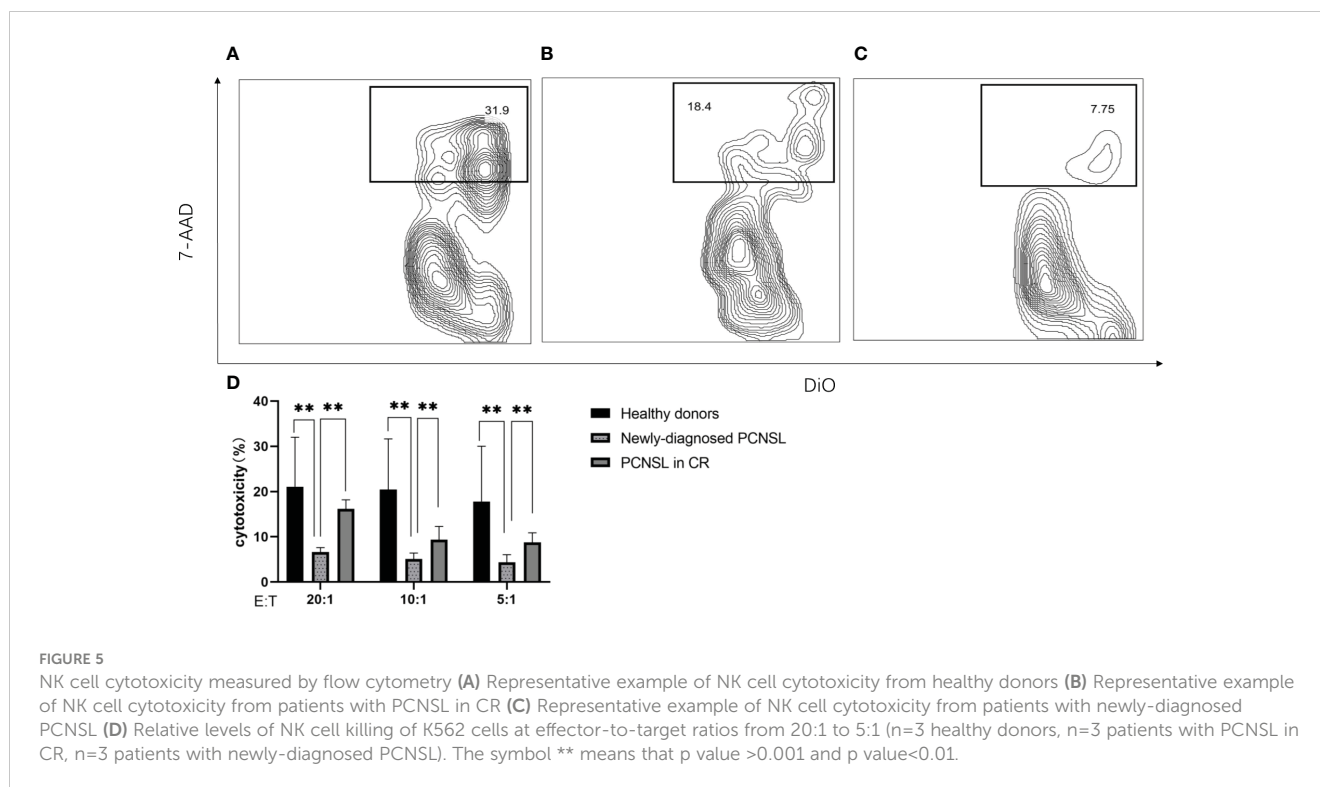 A
B
C
31.9
18.4
7.75
7-AAD
DiO
D
40
30
20
10
0
cytotoxicity(%)
** ** ** ** ** **
Healthy donors
Newly-diagnosed PCNSL
PCNSL in CR
E:T 20:1 10:1 5:1
FIGURE 5
NK cell cytotoxicity measured by flow cytometry (A) Representative example of NK cell cytotoxicity from healthy donors (B) Representative example
of NK cell cytotoxicity from patients with PCNSL in CR (C) Representative example of NK cell cytotoxicity from patients with newly-diagnosed
PCNSL (D) Relative levels of NK cell killing of K562 cells at effector-to-target ratios from 20:1 to 5:1 (n=3 healthy donors, n=3 patients with PCNSL in
CR, n=3 patients with newly-diagnosed PCNSL). The symbol ** means that p value >0.001 and p value<0.01.